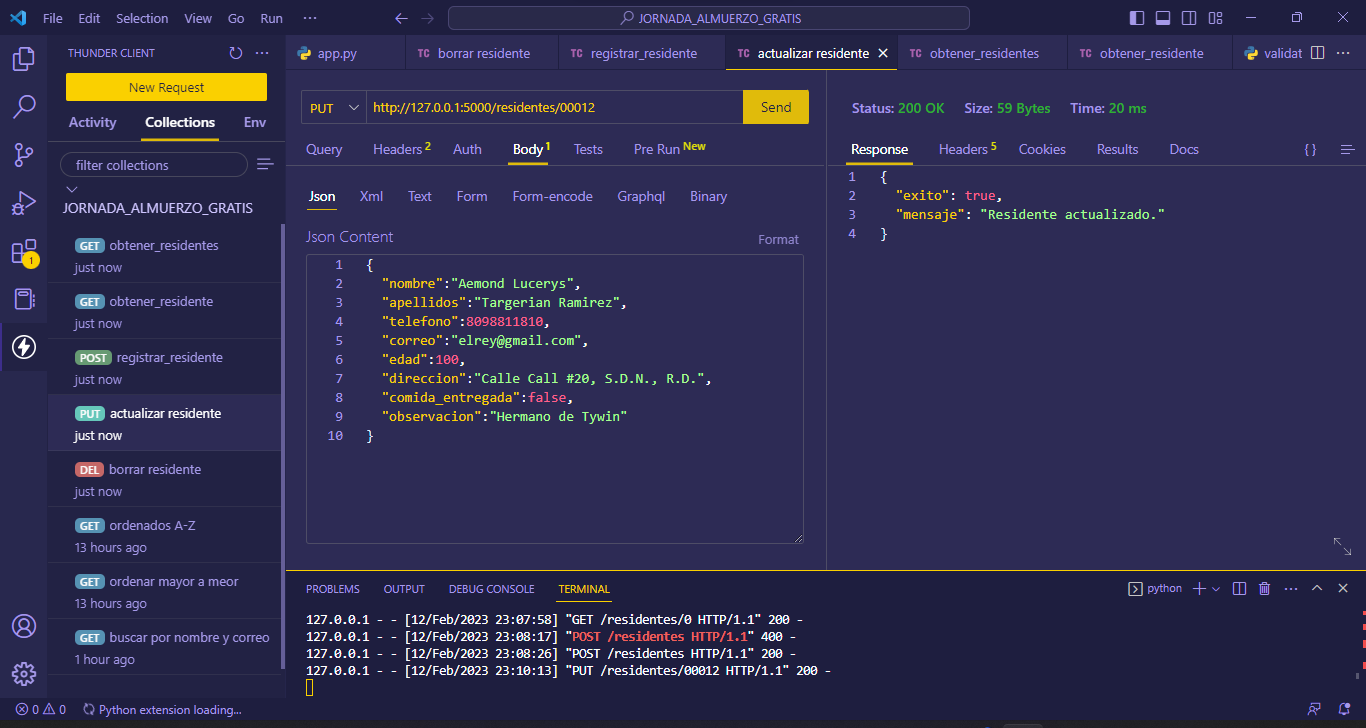 File Edit Selection View Go Run ··· JORNADA_ALMUERZO_GRATIS
THUNDER CLIENT
New Request
Activity Collections Env
filter collections
JORNADA_ALMUERZO_GRATIS
GET obtener_residentes
just now
GET obtener_residente
just now
POST registrar_residente
just now
PUT actualizar residente
just now
DEL borrar residente
just now
GET ordenados A-Z
13 hours ago
GET ordenar mayor a meor
13 hours ago
GET buscar por nombre y correo
1 hour ago
1
app.py TC borrar residente TC registrar_residente TC actualizar residente TC obtener_residentes TC obtener_residente validat
PUT http://127.0.0.1:5000/residentes/00012 Send
Query Headers 2 Auth Body 1 Tests Pre Run New
Json Xml Text Form Form-encode Graphql Binary
Json Content Format
1 {
2 "nombre":"Aemond Lucerys",
3 "apellidos":"Targerian Ramirez",
4 "telefono":8098811810,
5 "correo":"elrey@gmail.com",
6 "edad":100,
7 "direccion":"Calle Call #20, S.D.N., R.D.",
8 "comida_entregada":false,
9 "observacion":"Hermano de Tywin"
10 }
Status: 200 OK Size: 59 Bytes Time: 20 ms
Response Headers 5 Cookies Results Docs { }
1 {
2 "exito": true,
3 "mensaje": "Residente actualizado."
4 }
PROBLEMS OUTPUT DEBUG CONSOLE TERMINAL python
127.0.0.1 - - [12/Feb/2023 23:07:58] "GET /residentes/0 HTTP/1.1" 200 -
127.0.0.1 - - [12/Feb/2023 23:08:17] "POST /residentes HTTP/1.1" 400 -
127.0.0.1 - - [12/Feb/2023 23:08:26] "POST /residentes HTTP/1.1" 200 -
127.0.0.1 - - [12/Feb/2023 23:10:13] "PUT /residentes/00012 HTTP/1.1" 200 -
0 0 Python extension loading...